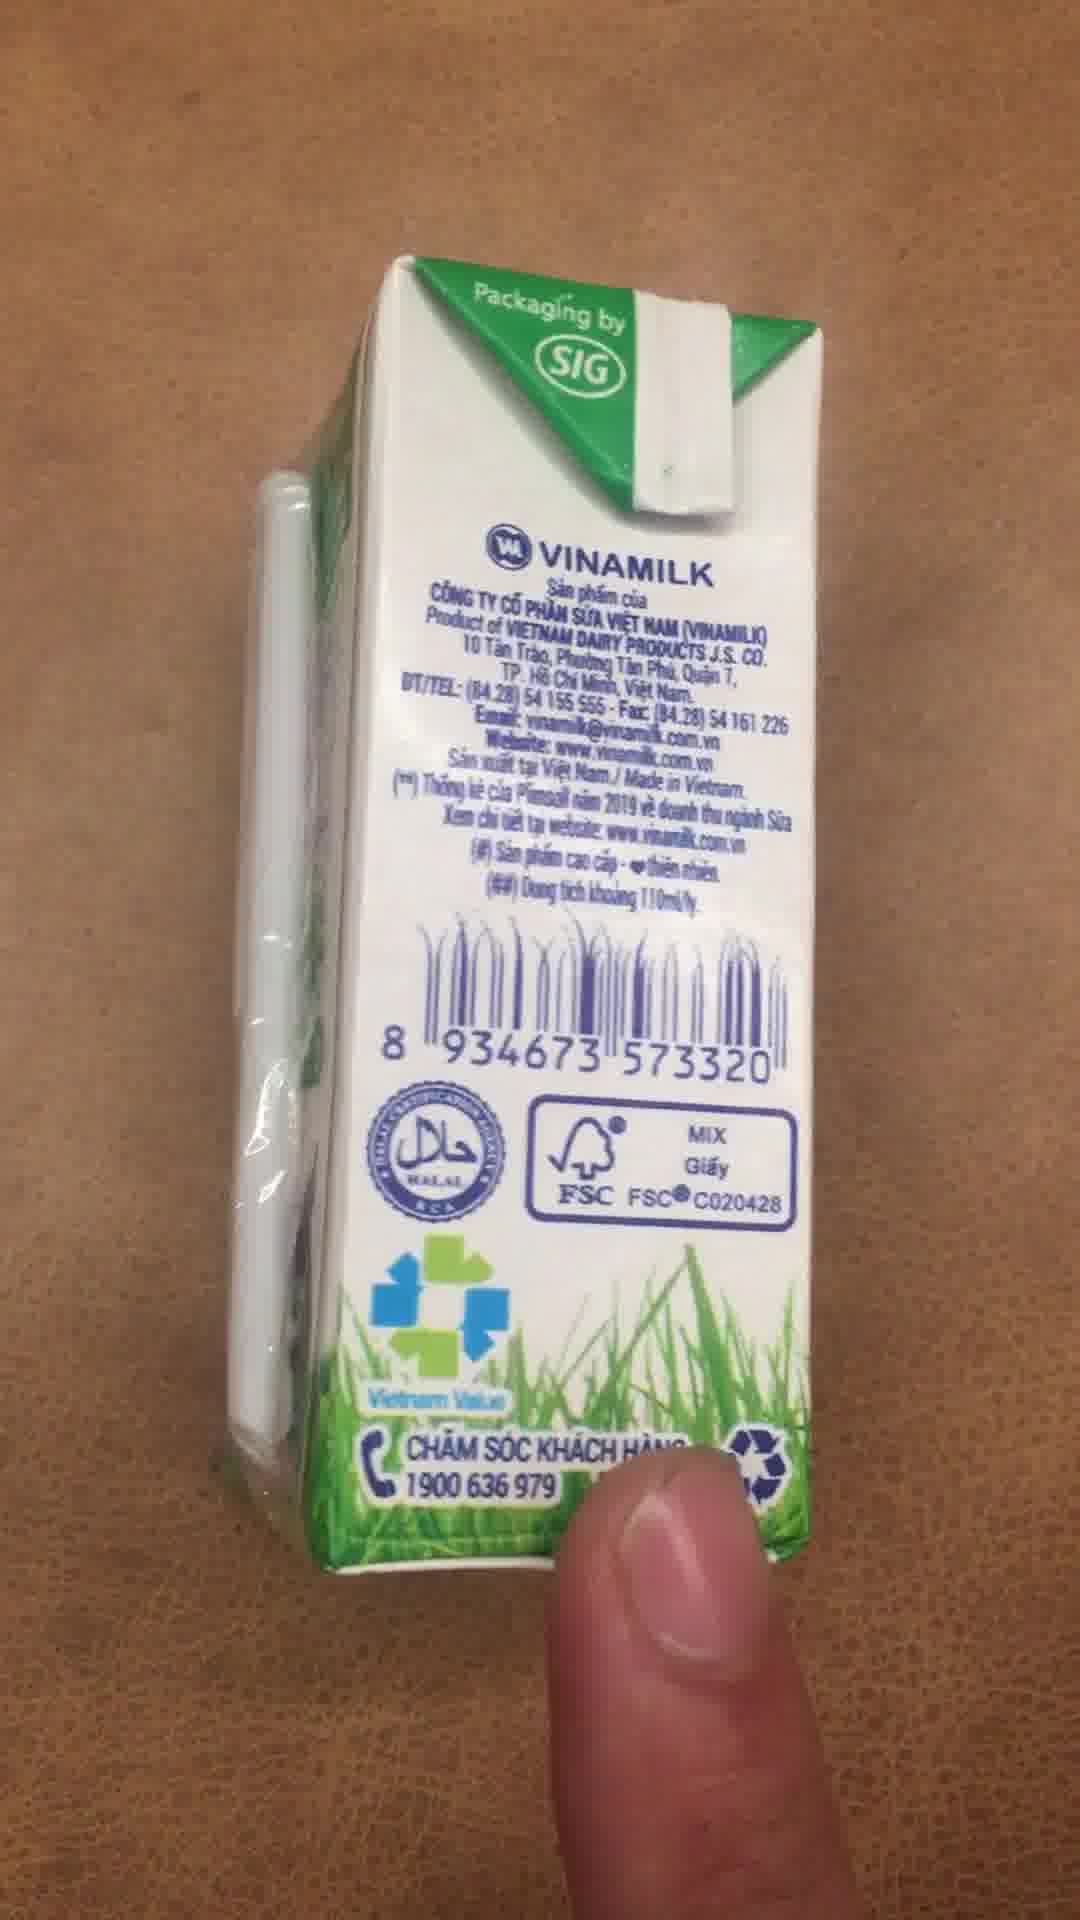 Packaging by
SIG
VINAMILK
Sản phẩm của
CÔNG TY CỔ PHẦN SỮA VIỆT NAM (VINAMILK)
Product of VIETNAM DAIRY PRODUCTS J.S. CO.
10 Tân Trào, Phường Tân Phú, Quận 7,
TP. Hồ Chí Minh, Việt Nam.
ĐT/TEL: (84.28) 54 155 555 - Fax: (84.28) 54 161 226
Email: vinamilk@vinamilk.com.vn
Website: www.vinamilk.com.vn
Sản xuất tại Việt Nam / Made in Vietnam.
(**) Thống kê của Plimsoll năm 2019 về doanh thu ngành Sữa
Xem chi tiết tại website: www.vinamilk.com.vn
(#) Sản phẩm cao cấp - ♥ thiên nhiên.
(##) Dung tích khoảng 110ml/ly.
8 934673 573320
HALAL CERTIFICATION AGENCY
حلال
HALAL
HCA
MIX
Giấy
FSC FSC® C020428
Vietnam Value
CHĂM SÓC KHÁCH HÀNG
1900 636 979